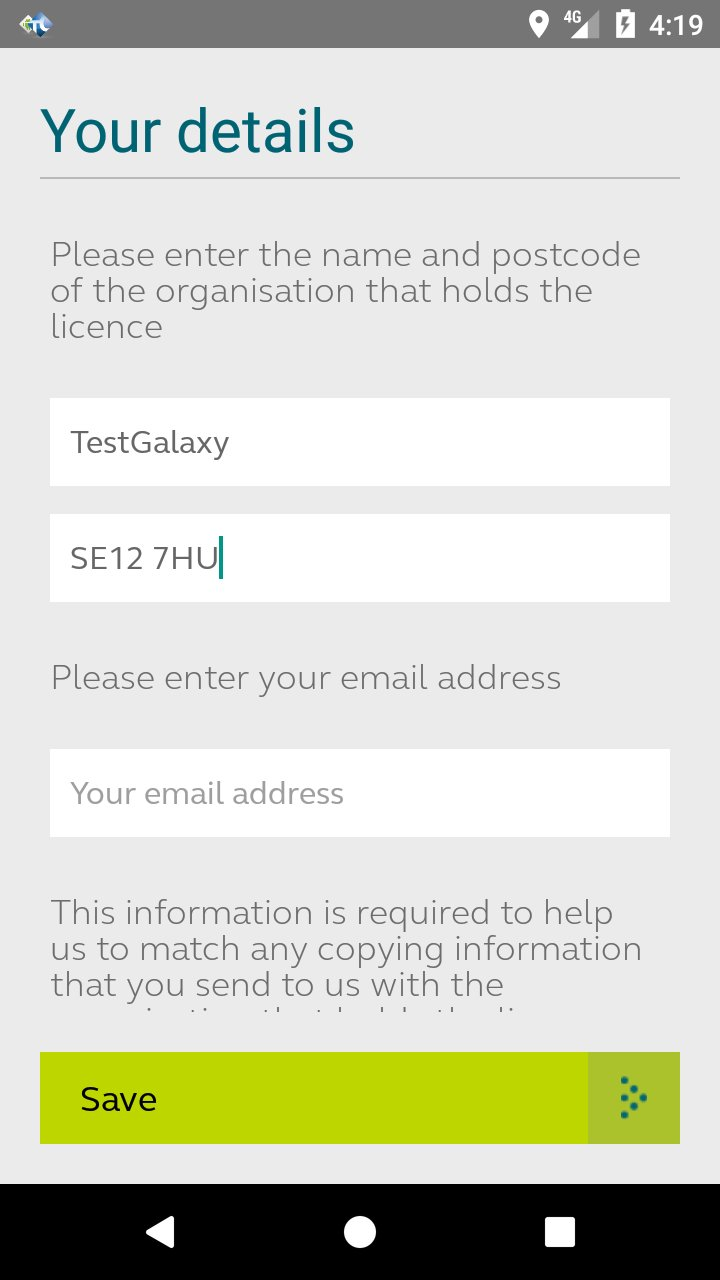 4G 4:19
Your details
Please enter the name and postcode
of the organisation that holds the
licence
TestGalaxy
SE12 7HU
Please enter your email address
Your email address
This information is required to help
us to match any copying information
that you send to us with the
Save